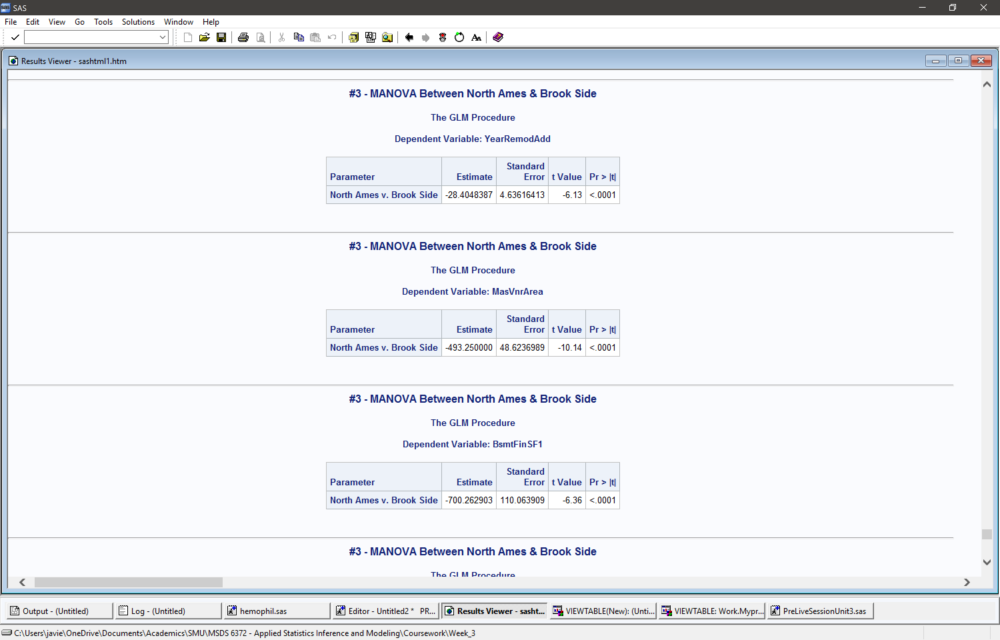 SAS
File Edit View Go Tools Solutions Window Help
Results Viewer - sashtml1.htm
#3 - MANOVA Between North Ames & Brook Side
The GLM Procedure
Dependent Variable: YearRemodAdd
Parameter Estimate Standard Error t Value Pr > |t|
North Ames v. Brook Side -28.4048387 4.63616413 -6.13 <.0001
#3 - MANOVA Between North Ames & Brook Side
The GLM Procedure
Dependent Variable: MasVnrArea
Parameter Estimate Standard Error t Value Pr > |t|
North Ames v. Brook Side -493.250000 48.6236989 -10.14 <.0001
#3 - MANOVA Between North Ames & Brook Side
The GLM Procedure
Dependent Variable: BsmtFinSF1
Parameter Estimate Standard Error t Value Pr > |t|
North Ames v. Brook Side -700.262903 110.063909 -6.36 <.0001
#3 - MANOVA Between North Ames & Brook Side
The GLM Procedure
Output - (Untitled) Log - (Untitled) hemophil.sas Editor - Untitled2 * PR... Results Viewer - sasht... VIEWTABLE(New): (Unti... VIEWTABLE: Work.Mypr... PreLiveSessionUnit3.sas
C:\Users\javie\OneDrive\Documents\Academics\SMU\MSDS 6372 - Applied Statistics Inference and Modeling\Coursework\Week_3